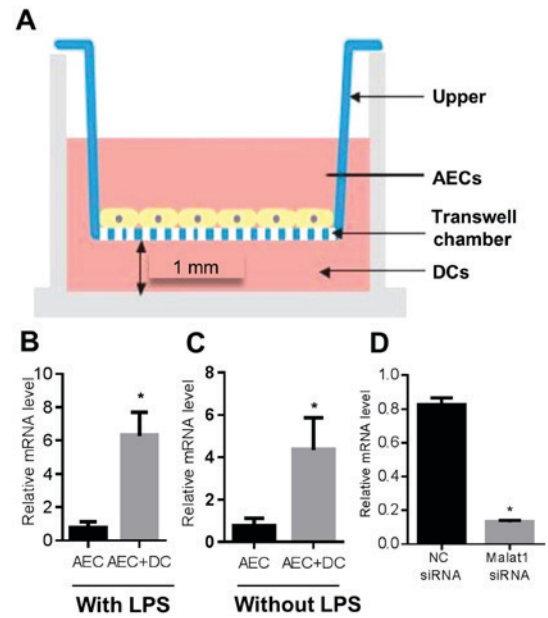 A
Upper
AECs
Transwell
chamber
DCs
1 mm
B
Relative mRNA level
10
8
6
4
2
0
*
AEC AEC+DC
With LPS
C
Relative mRNA level
8
6
4
2
0
*
AEC AEC+DC
Without LPS
D
Relative mRNA level
1.0
0.8
0.6
0.4
0.2
0.0
*
NC Malat1
siRNA siRNA